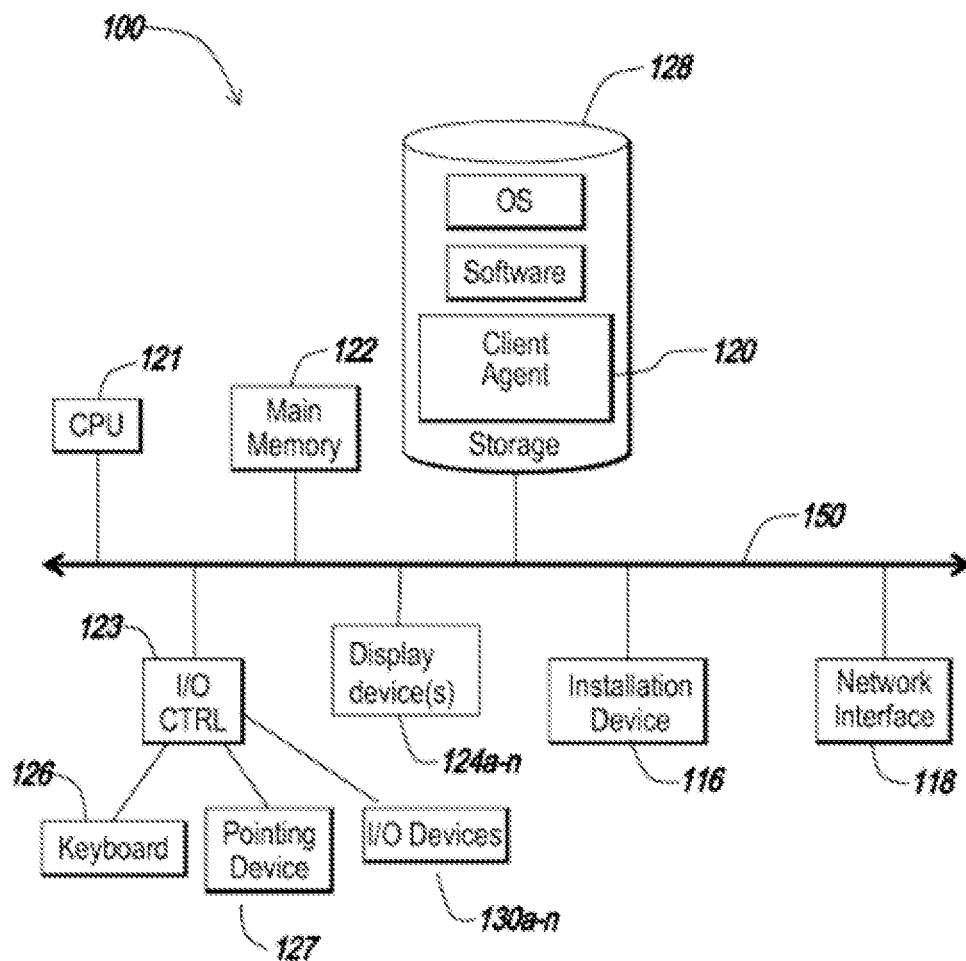 100
128
OS
Software
Client
Agent
120
Storage
121
CPU
122
Main
Memory
150
123
I/O
CTRL
Display
device(s)
124a-n
Installation
Device
116
Network
Interface
118
126
Keyboard
Pointing
Device
127
I/O Devices
130a-n